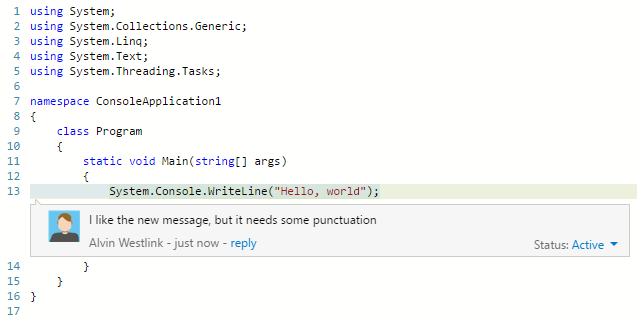 1 using System;
2 using System.Collections.Generic;
3 using System.Linq;
4 using System.Text;
5 using System.Threading.Tasks;
6
7 namespace ConsoleApplication1
8 {
9     class Program
10     {
11         static void Main(string[] args)
12         {
13             System.Console.WriteLine("Hello, world");
I like the new message, but it needs some punctuation
Alvin Westlink - just now - reply
Status: Active
14         }
15     }
16 }
17